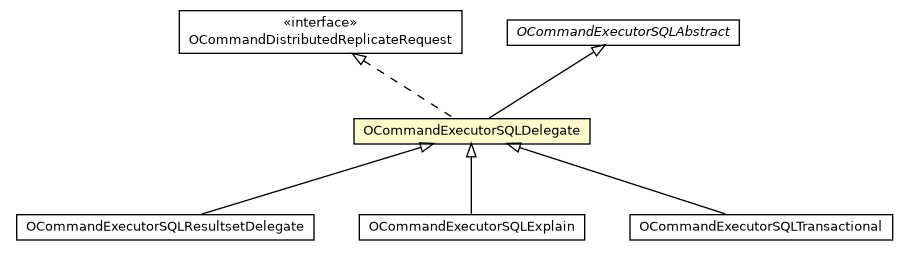 «interface»
OCommandDistributedReplicateRequest
OCommandExecutorSQLAbstract
OCommandExecutorSQLDelegate
OCommandExecutorSQLResultsetDelegate
OCommandExecutorSQLExplain
OCommandExecutorSQLTransactional